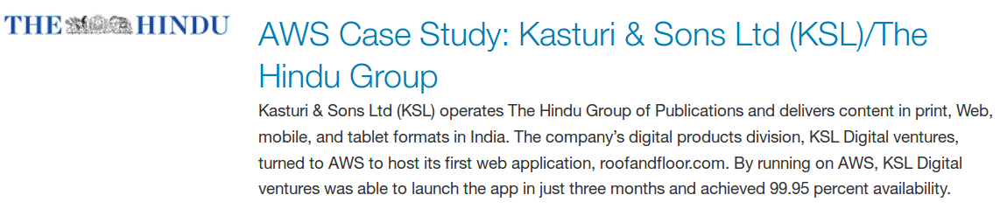 THE HINDU
AWS Case Study: Kasturi & Sons Ltd (KSL)/The
Hindu Group
Kasturi & Sons Ltd (KSL) operates The Hindu Group of Publications and delivers content in print, Web,
mobile, and tablet formats in India. The company’s digital products division, KSL Digital ventures,
turned to AWS to host its first web application, roofandfloor.com. By running on AWS, KSL Digital
ventures was able to launch the app in just three months and achieved 99.95 percent availability.